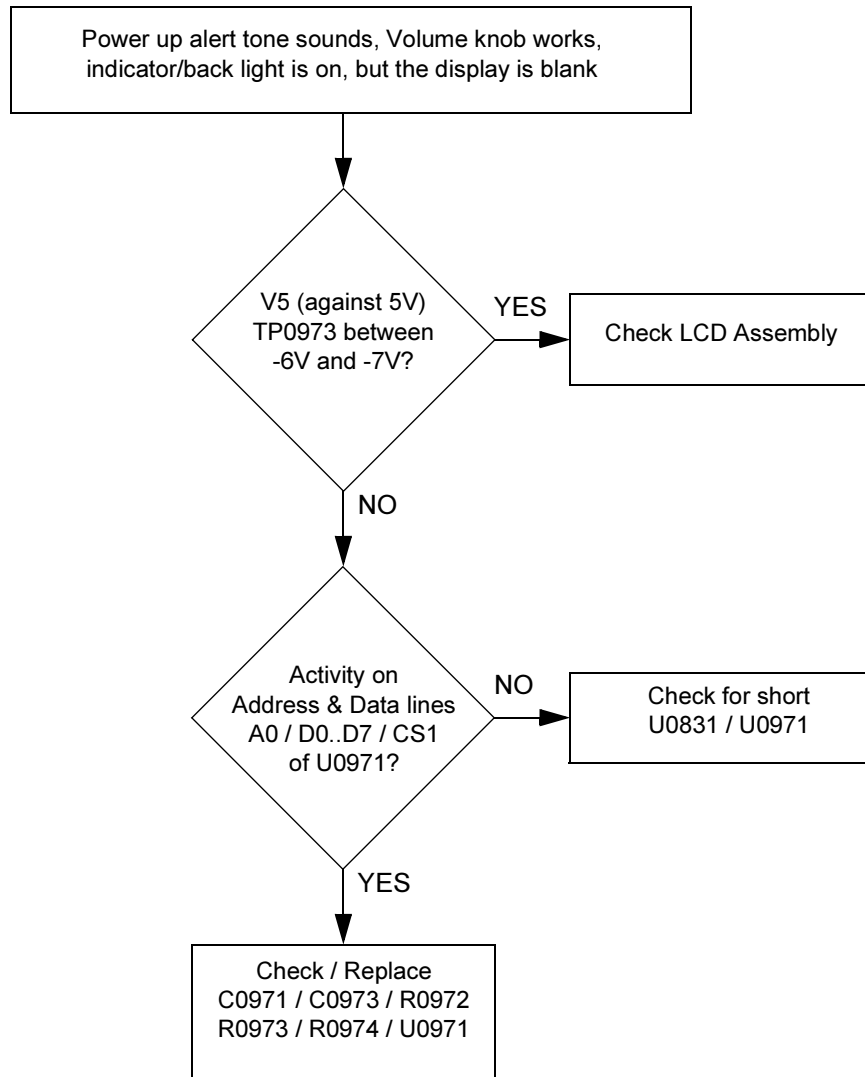 Power up alert tone sounds, Volume knob works,
indicator/back light is on, but the display is blank
V5 (against 5V)
TP0973 between
-6V and -7V?
YES
Check LCD Assembly
NO
Activity on
Address & Data lines
A0 / D0..D7 / CS1
of U0971?
NO
Check for short
U0831 / U0971
YES
Check / Replace
C0971 / C0973 / R0972
R0973 / R0974 / U0971